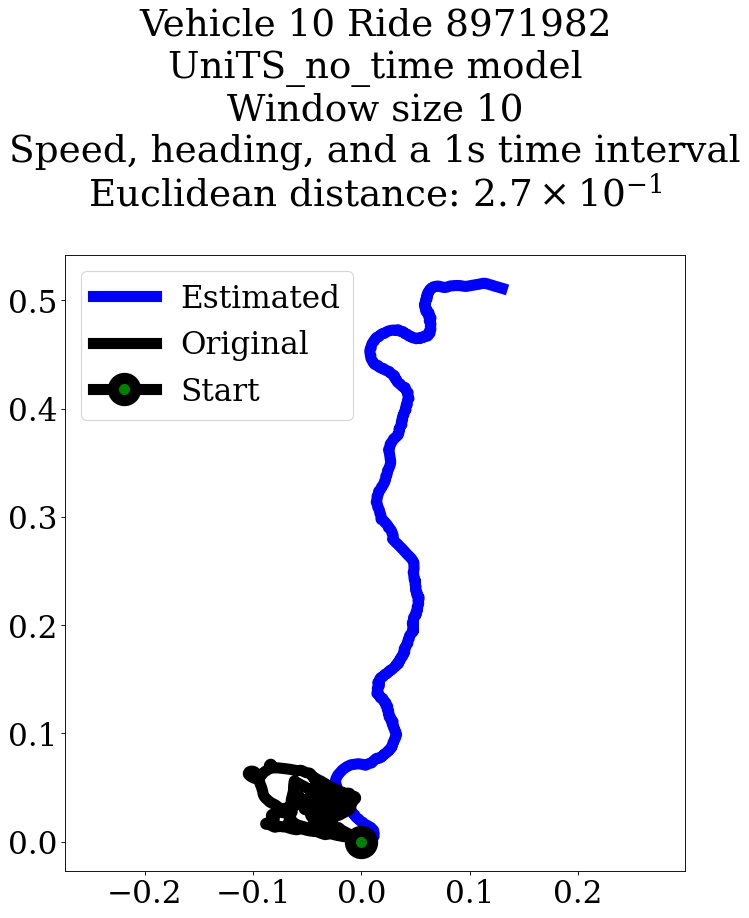 Vehicle 10 Ride 8971982
UniTS_no_time model
Window size 10
Speed, heading, and a 1s time interval
Euclidean distance: 2.7 × 10⁻¹
Estimated
Original
Start
0.5
0.4
0.3
0.2
0.1
0.0
−0.2 −0.1 0.0 0.1 0.2